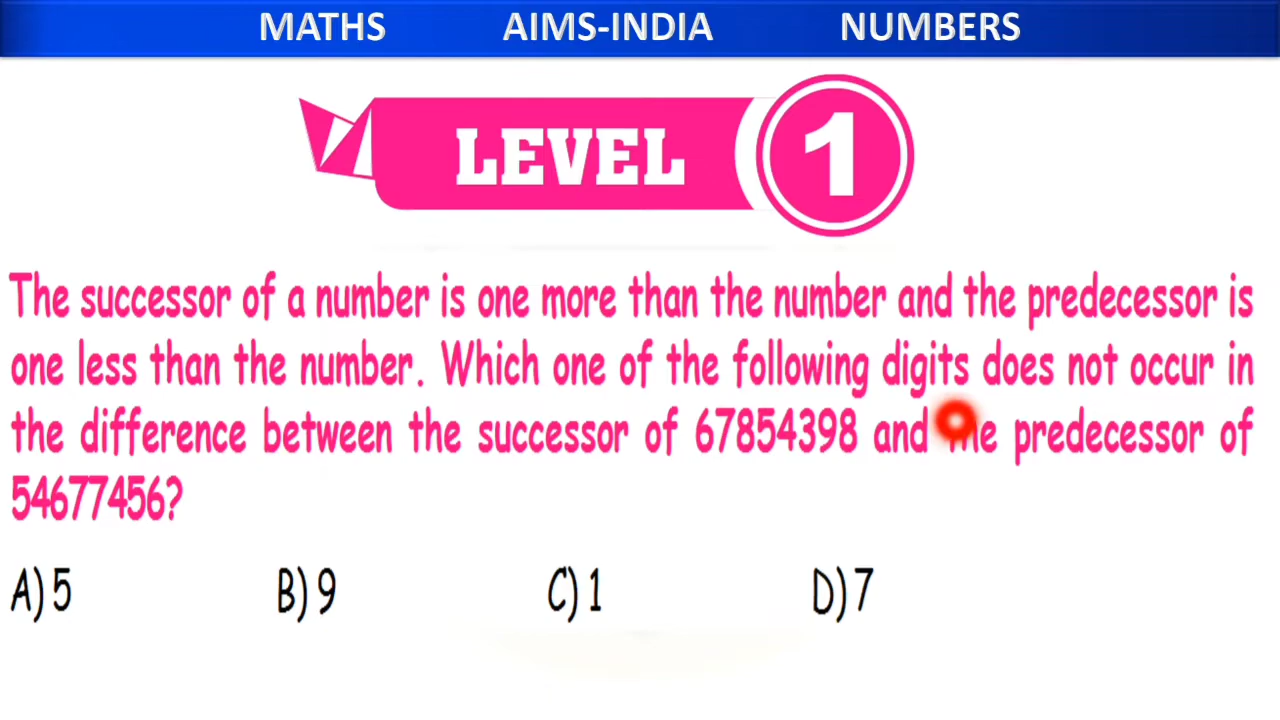 MATHS AIMS-INDIA NUMBERS
LEVEL 1
The successor of a number is one more than the number and the predecessor is
one less than the number. Which one of the following digits does not occur in
the difference between the successor of 67854398 and the predecessor of
54677456?
A) 5 B) 9 C) 1 D) 7